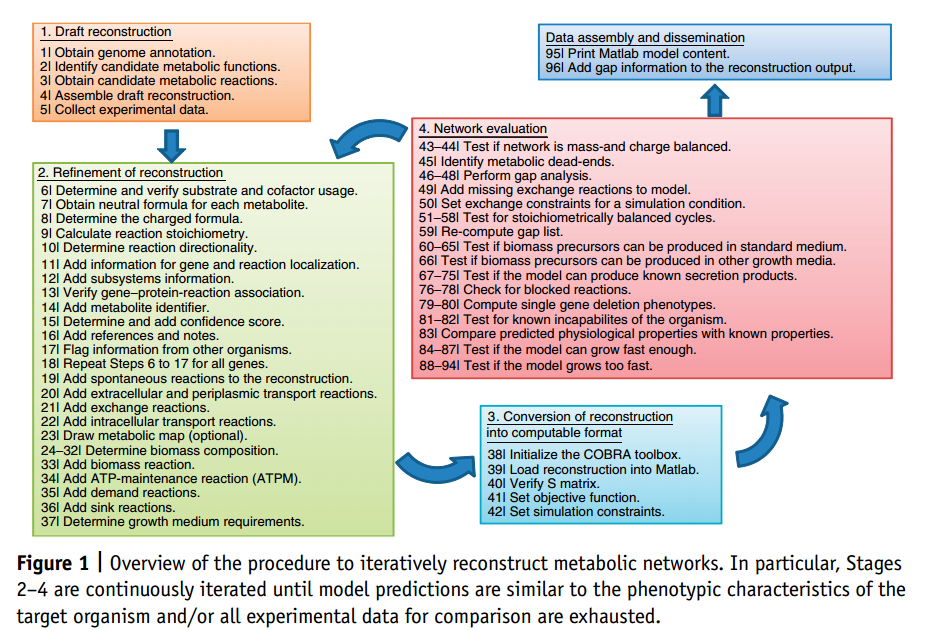 1. Draft reconstruction
1| Obtain genome annotation.
2| Identify candidate metabolic functions.
3| Obtain candidate metabolic reactions.
4| Assemble draft reconstruction.
5| Collect experimental data.
2. Refinement of reconstruction
6| Determine and verify substrate and cofactor usage.
7| Obtain neutral formula for each metabolite.
8| Determine the charged formula.
9| Calculate reaction stoichiometry.
10| Determine reaction directionality.
11| Add information for gene and reaction localization.
12| Add subsystems information.
13| Verify gene–protein-reaction association.
14| Add metabolite identifier.
15| Determine and add confidence score.
16| Add references and notes.
17| Flag information from other organisms.
18| Repeat Steps 6 to 17 for all genes.
19| Add spontaneous reactions to the reconstruction.
20| Add extracellular and periplasmic transport reactions.
21| Add exchange reactions.
22| Add intracellular transport reactions.
23| Draw metabolic map (optional).
24–32| Determine biomass composition.
33| Add biomass reaction.
34| Add ATP-maintenance reaction (ATPM).
35| Add demand reactions.
36| Add sink reactions.
37| Determine growth medium requirements.
3. Conversion of reconstruction
into computable format
38| Initialize the COBRA toolbox.
39| Load reconstruction into Matlab.
40| Verify S matrix.
41| Set objective function.
42| Set simulation constraints.
4. Network evaluation
43–44| Test if network is mass-and charge balanced.
45| Identify metabolic dead-ends.
46–48| Perform gap analysis.
49| Add missing exchange reactions to model.
50| Set exchange constraints for a simulation condition.
51–58| Test for stoichiometrically balanced cycles.
59| Re-compute gap list.
60–65| Test if biomass precursors can be produced in standard medium.
66| Test if biomass precursors can be produced in other growth media.
67–75| Test if the model can produce known secretion products.
76–78| Check for blocked reactions.
79–80| Compute single gene deletion phenotypes.
81–82| Test for known incapabilites of the organism.
83| Compare predicted physiological properties with known properties.
84–87| Test if the model can grow fast enough.
88–94| Test if the model grows too fast.
Data assembly and dissemination
95| Print Matlab model content.
96| Add gap information to the reconstruction output.
Figure 1 | Overview of the procedure to iteratively reconstruct metabolic networks. In particular, Stages
2–4 are continuously iterated until model predictions are similar to the phenotypic characteristics of the
target organism and/or all experimental data for comparison are exhausted.